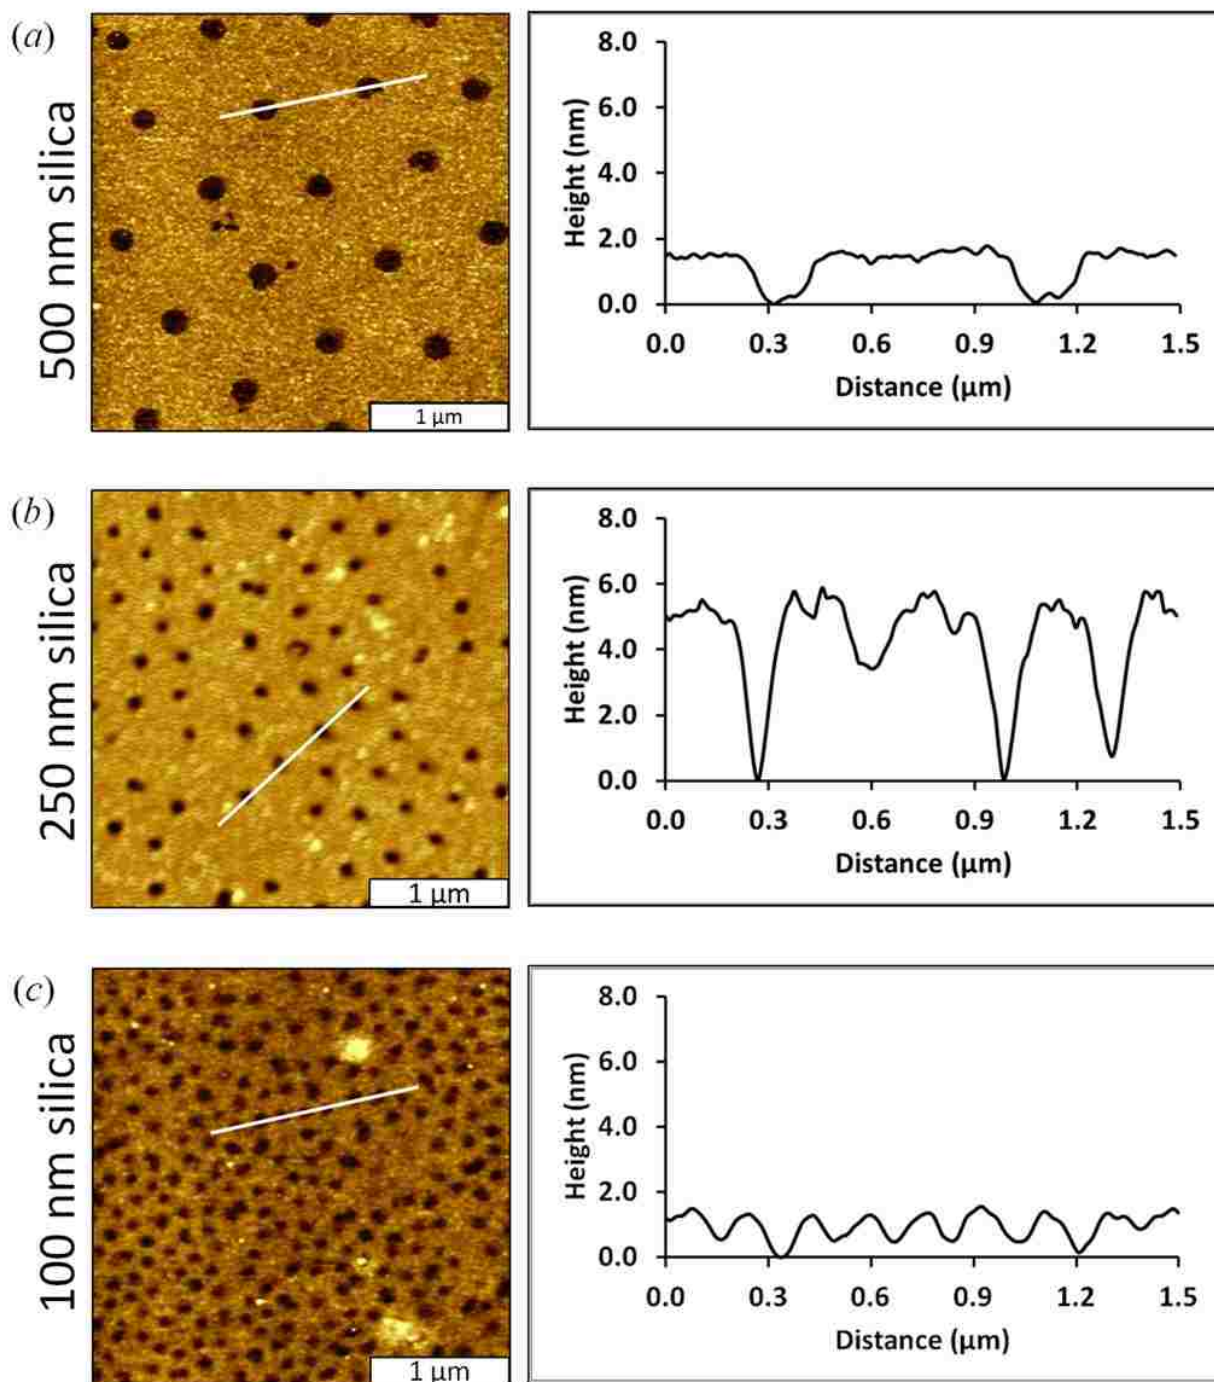 (a)
500 nm silica
1 µm
Height (nm)
8.0
6.0
4.0
2.0
0.0
0.0 0.3 0.6 0.9 1.2 1.5
Distance (µm)
(b)
250 nm silica
1 µm
Height (nm)
8.0
6.0
4.0
2.0
0.0
0.0 0.3 0.6 0.9 1.2 1.5
Distance (µm)
(c)
100 nm silica
1 µm
Height (nm)
8.0
6.0
4.0
2.0
0.0
0.0 0.3 0.6 0.9 1.2 1.5
Distance (µm)